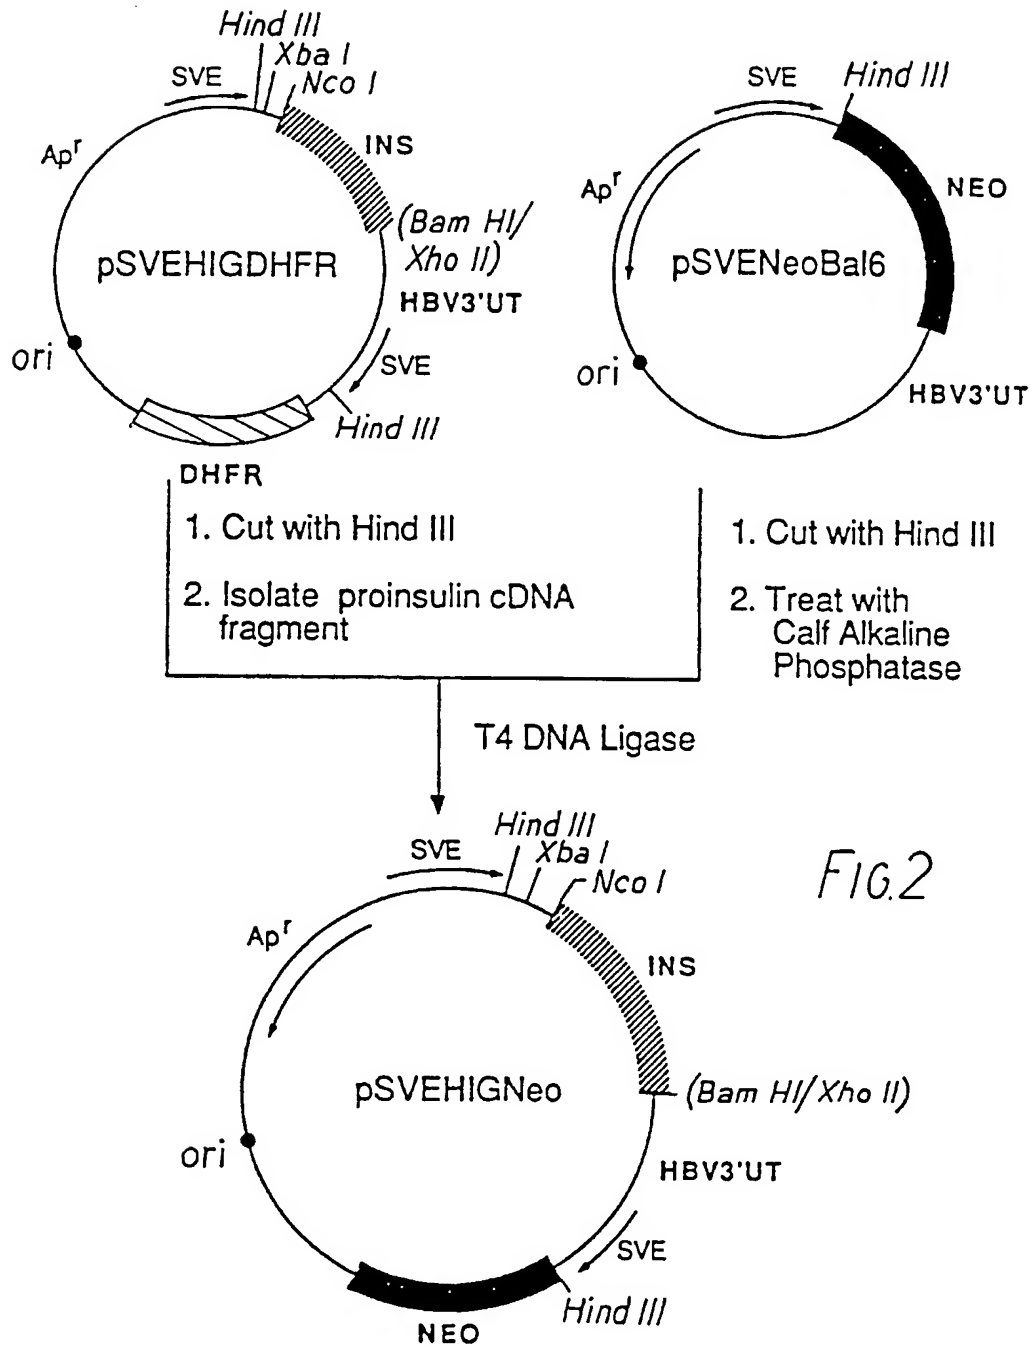 Hind III
Xba I
Nco I
SVE
Apʳ
INS
(Bam HI/
Xho II)
pSVEHIGDHFR
HBV3'UT
SVE
ori
Hind III
DHFR
SVE
Hind III
Apʳ
NEO
pSVENeoBal6
ori
HBV3'UT
1. Cut with Hind III
2. Isolate proinsulin cDNA
fragment
1. Cut with Hind III
2. Treat with
Calf Alkaline
Phosphatase
T4 DNA Ligase
Hind III
SVE
Xba I
Nco I
FIG.2
Apʳ
INS
pSVEHIGNeo
(Bam HI/Xho II)
ori
HBV3'UT
SVE
Hind III
NEO